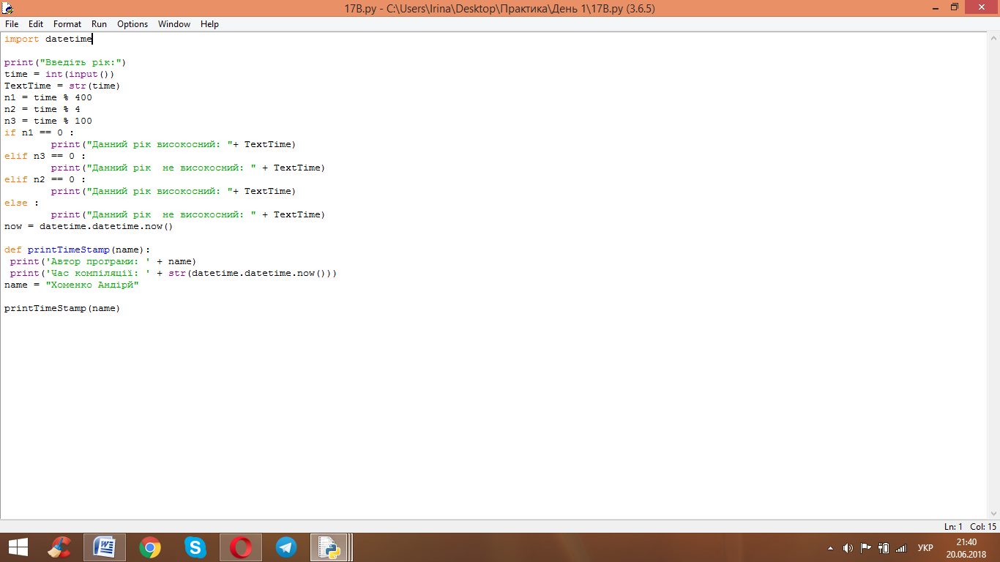 17B.py - C:\Users\Irina\Desktop\Практика\День 1\17B.py (3.6.5)
File Edit Format Run Options Window Help
import datetime
print("Введіть рік:")
time = int(input())
TextTime = str(time)
n1 = time % 400
n2 = time % 4
n3 = time % 100
if n1 == 0 :
print("Данний рік високосний: "+ TextTime)
elif n3 == 0 :
print("Данний рік  не високосний: " + TextTime)
elif n2 == 0 :
print("Данний рік високосний: "+ TextTime)
else :
print("Данний рік  не високосний: " + TextTime)
now = datetime.datetime.now()
def printTimeStamp(name):
print('Автор програми: ' + name)
print('Час компіляції: ' + str(datetime.datetime.now()))
name = "Хоменко Андірй"
printTimeStamp(name)
Ln: 1 Col: 15
УКР
21:40
20.06.2018